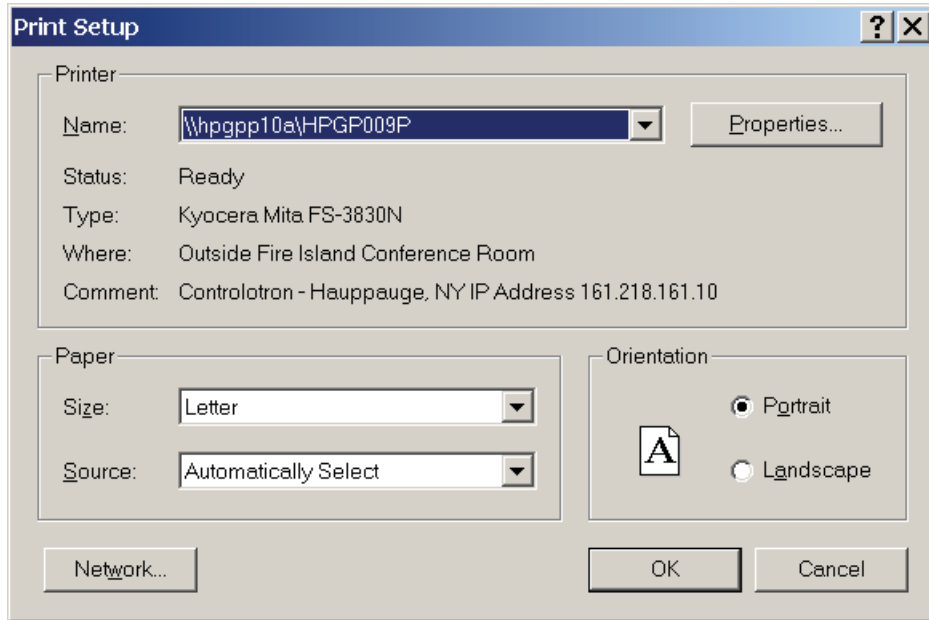 Print Setup
Printer
Name: \\hpgpp10a\HPGP009P Properties...
Status: Ready
Type: Kyocera Mita FS-3830N
Where: Outside Fire Island Conference Room
Comment: Controlotron - Hauppauge, NY IP Address 161.218.161.10
Paper
Size: Letter
Source: Automatically Select
Orientation
A
Portrait
Landscape
Network... OK Cancel